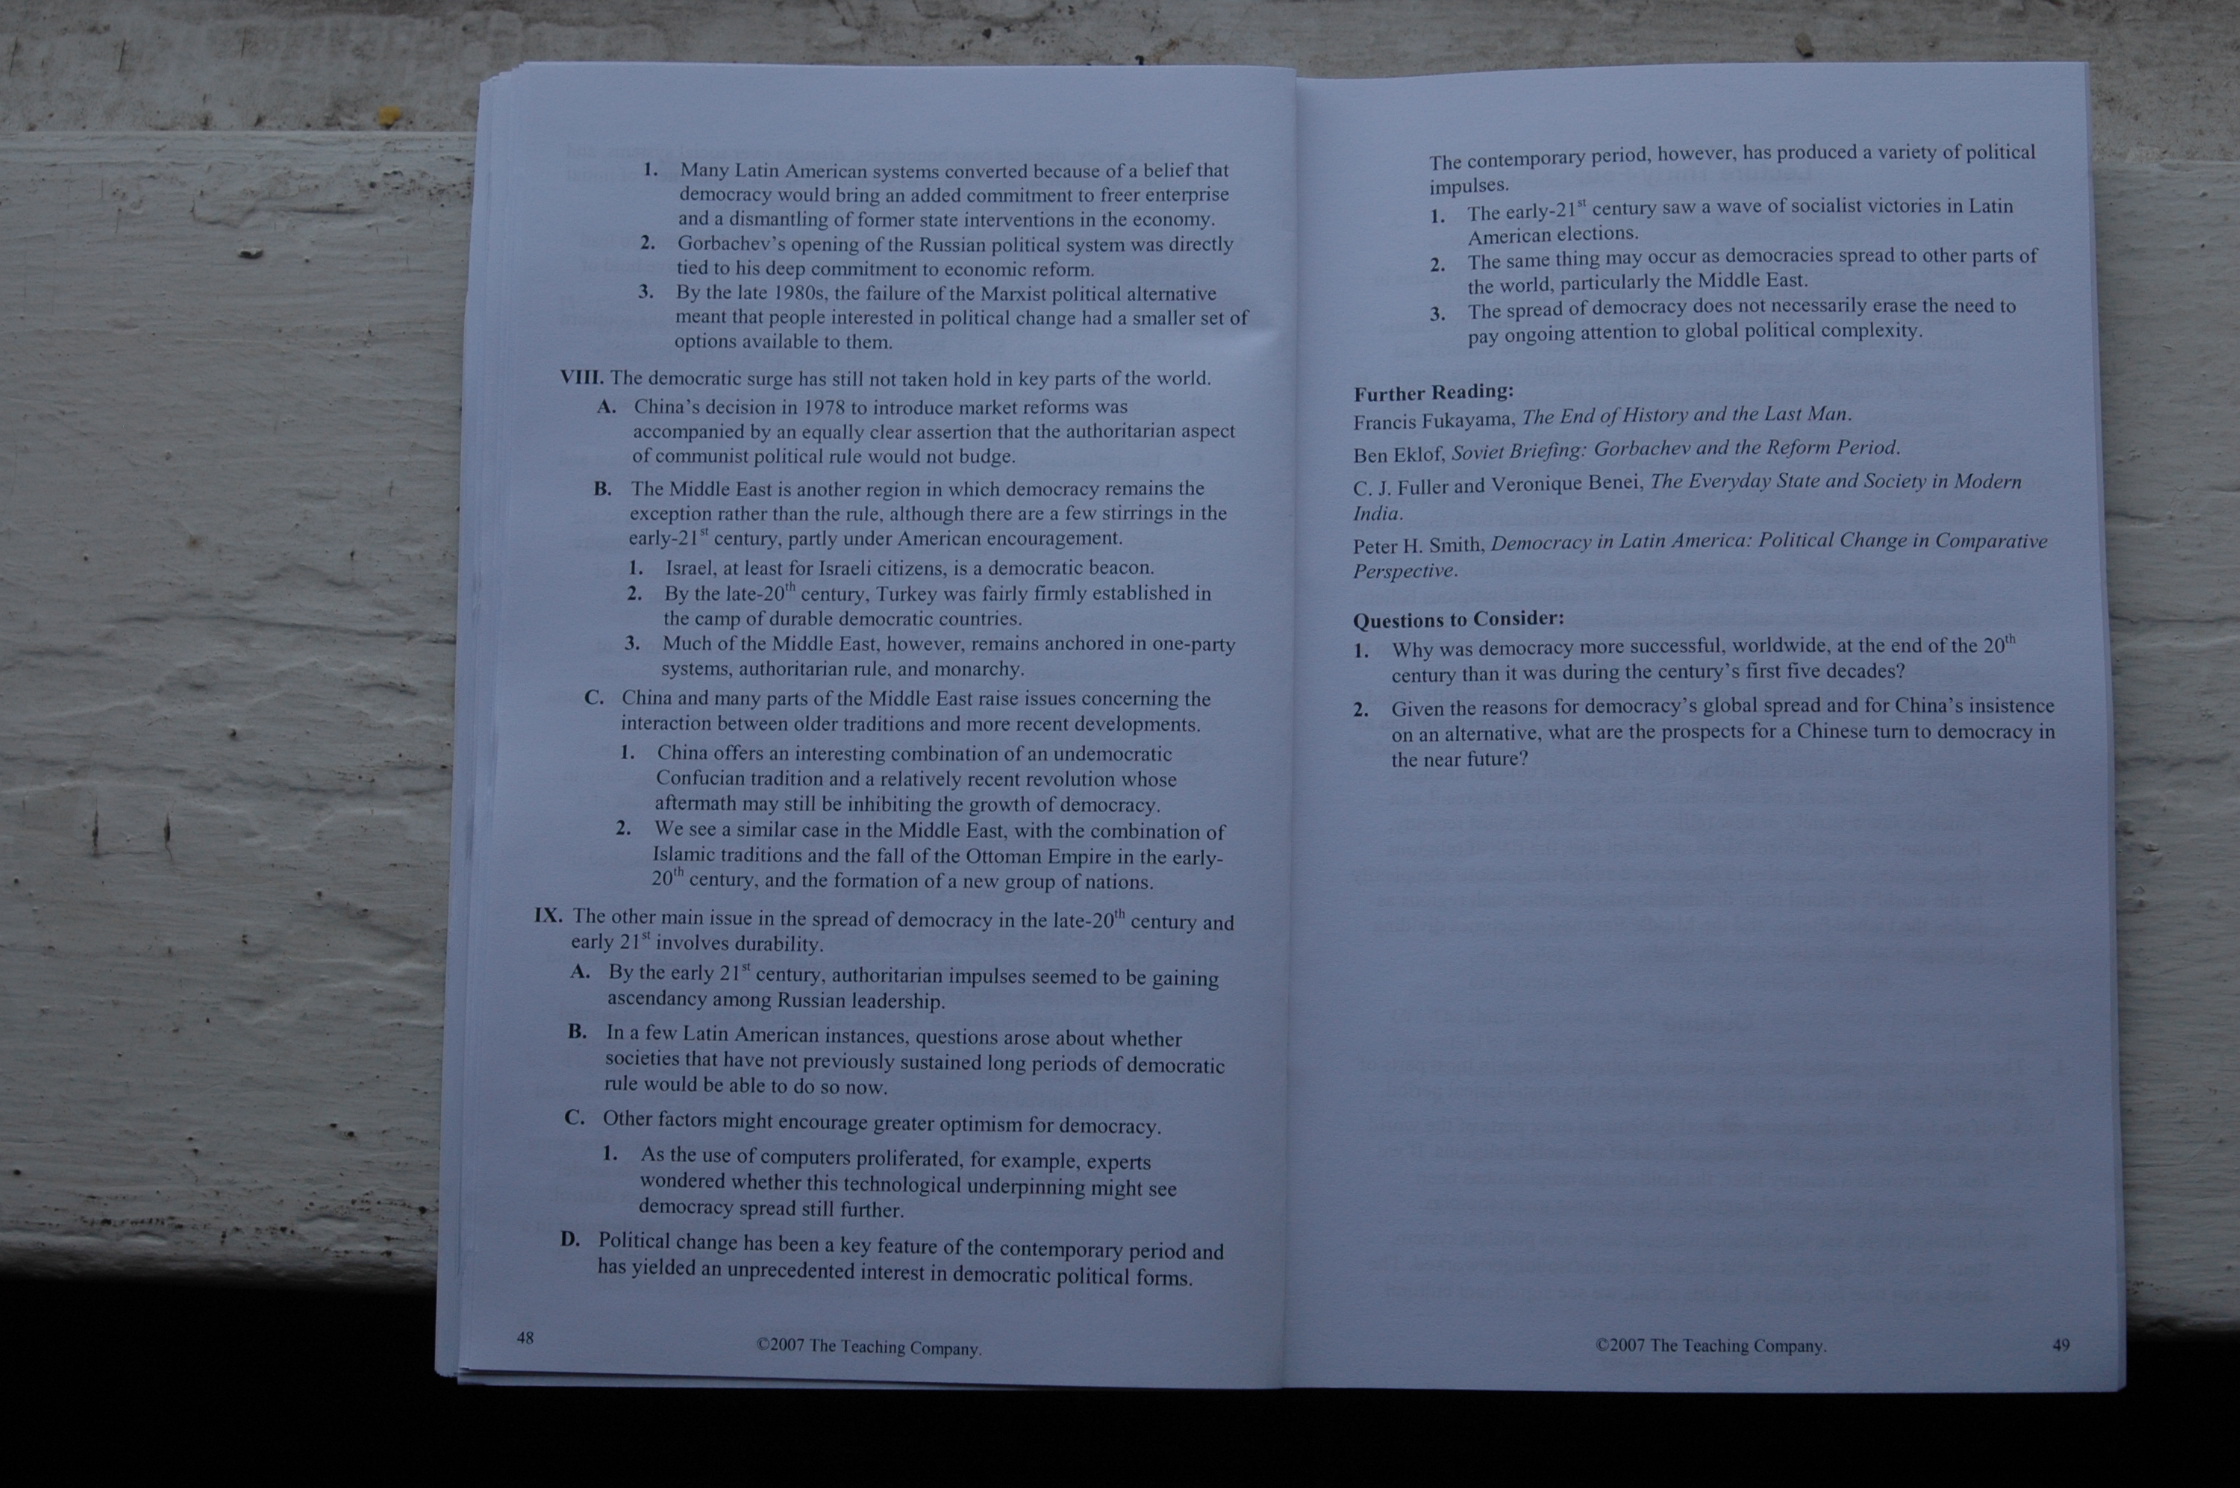 1. Many Latin American systems converted because of a belief that
democracy would bring an added commitment to freer enterprise
and a dismantling of former state interventions in the economy.
2. Gorbachev's opening of the Russian political system was directly
tied to his deep commitment to economic reform.
3. By the late 1980s, the failure of the Marxist political alternative
meant that people interested in political change had a smaller set of
options available to them.
VIII. The democratic surge has still not taken hold in key parts of the world.
A. China's decision in 1978 to introduce market reforms was
accompanied by an equally clear assertion that the authoritarian aspect
of communist political rule would not budge.
B. The Middle East is another region in which democracy remains the
exception rather than the rule, although there are a few stirrings in the
early-21st century, partly under American encouragement.
1. Israel, at least for Israeli citizens, is a democratic beacon.
2. By the late-20th century, Turkey was fairly firmly established in
the camp of durable democratic countries.
3. Much of the Middle East, however, remains anchored in one-party
systems, authoritarian rule, and monarchy.
C. China and many parts of the Middle East raise issues concerning the
interaction between older traditions and more recent developments.
1. China offers an interesting combination of an undemocratic
Confucian tradition and a relatively recent revolution whose
aftermath may still be inhibiting the growth of democracy.
2. We see a similar case in the Middle East, with the combination of
Islamic traditions and the fall of the Ottoman Empire in the early-
20th century, and the formation of a new group of nations.
IX. The other main issue in the spread of democracy in the late-20th century and
early 21st involves durability.
A. By the early 21st century, authoritarian impulses seemed to be gaining
ascendancy among Russian leadership.
B. In a few Latin American instances, questions arose about whether
societies that have not previously sustained long periods of democratic
rule would be able to do so now.
C. Other factors might encourage greater optimism for democracy.
1. As the use of computers proliferated, for example, experts
wondered whether this technological underpinning might see
democracy spread still further.
D. Political change has been a key feature of the contemporary period and
has yielded an unprecedented interest in democratic political forms.
48
©2007 The Teaching Company.
The contemporary period, however, has produced a variety of political
impulses.
1. The early-21st century saw a wave of socialist victories in Latin
American elections.
2. The same thing may occur as democracies spread to other parts of
the world, particularly the Middle East.
3. The spread of democracy does not necessarily erase the need to
pay ongoing attention to global political complexity.
Further Reading:
Francis Fukayama, The End of History and the Last Man.
Ben Eklof, Soviet Briefing: Gorbachev and the Reform Period.
C. J. Fuller and Veronique Benei, The Everyday State and Society in Modern
India.
Peter H. Smith, Democracy in Latin America: Political Change in Comparative
Perspective.
Questions to Consider:
1. Why was democracy more successful, worldwide, at the end of the 20th
century than it was during the century's first five decades?
2. Given the reasons for democracy's global spread and for China's insistence
on an alternative, what are the prospects for a Chinese turn to democracy in
the near future?
©2007 The Teaching Company.
49